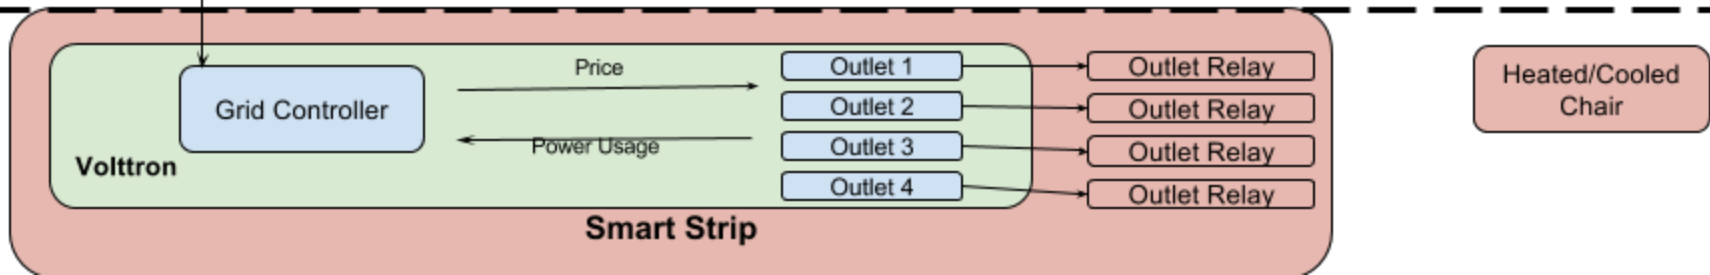 Price
Grid Controller
Power Usage
Volttron
Outlet 1
Outlet 2
Outlet 3
Outlet 4
Outlet Relay
Outlet Relay
Outlet Relay
Outlet Relay
Smart Strip
Heated/Cooled
Chair